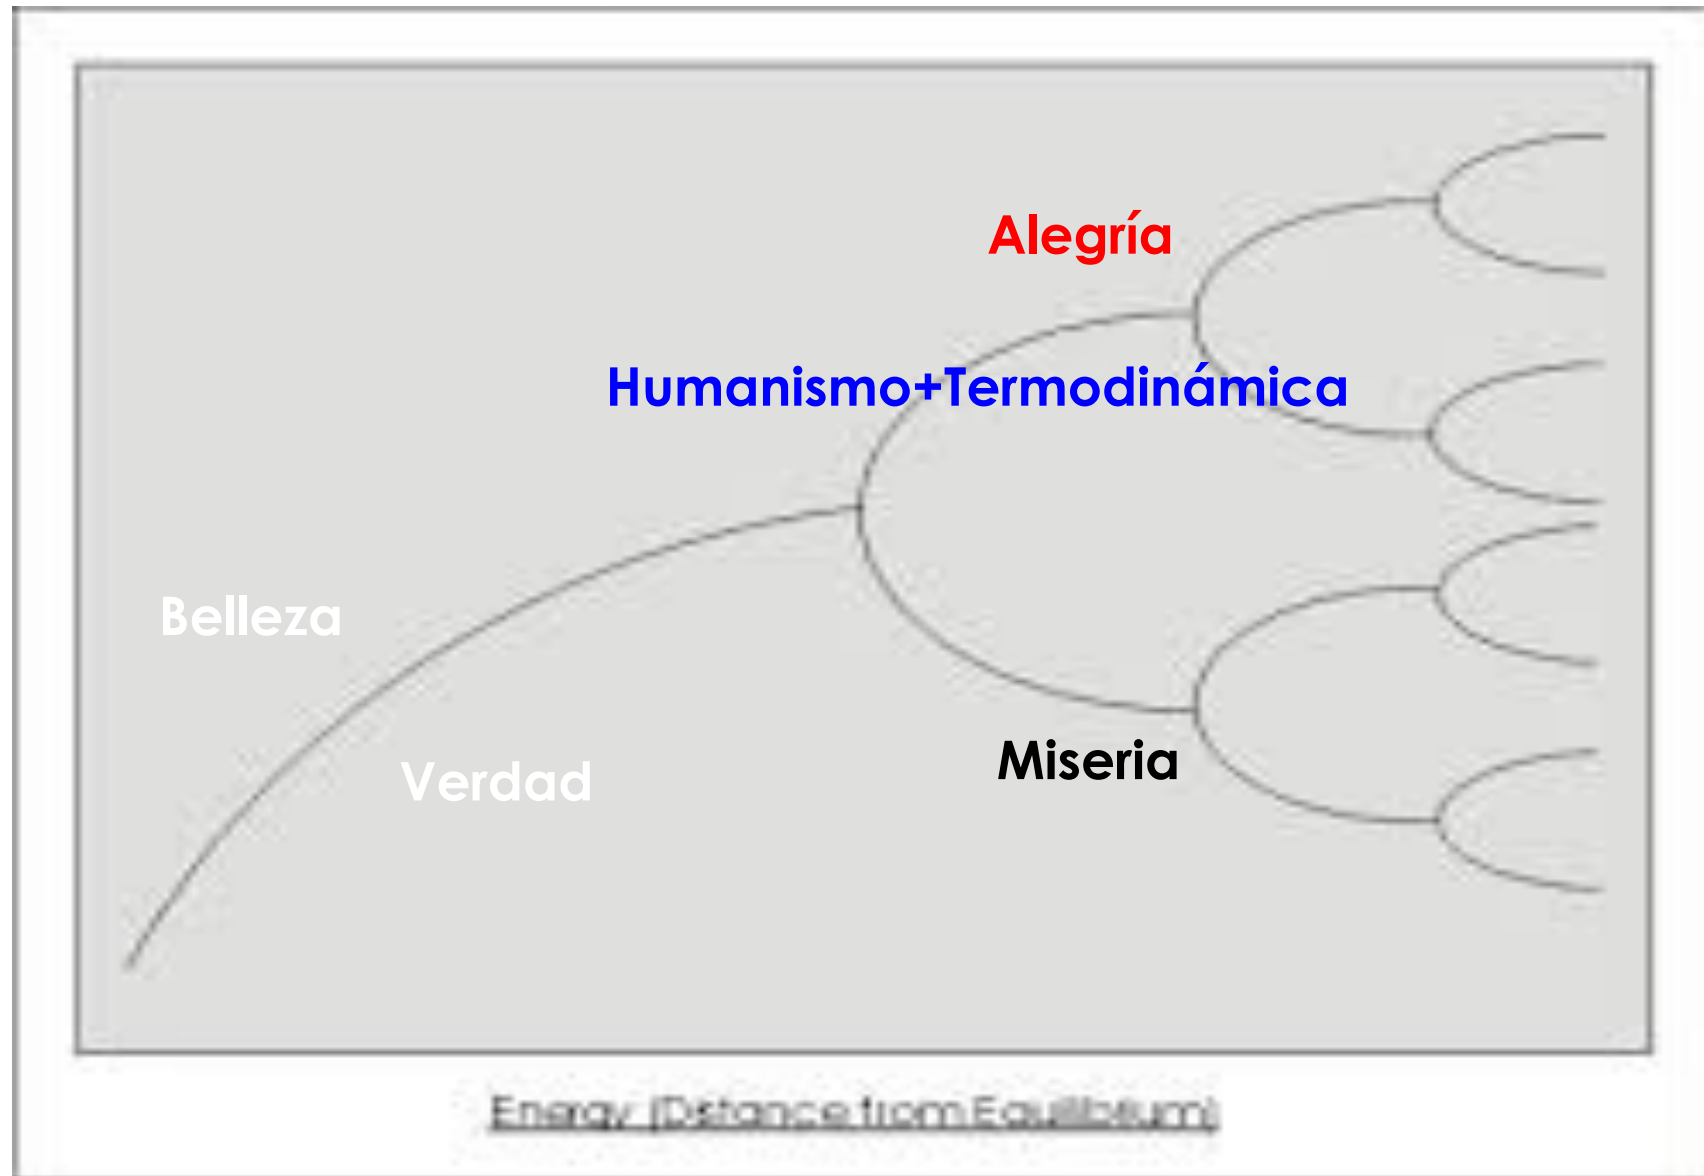 Alegría
Humanismo+Termodinámica
Belleza
Verdad
Miseria
Energy (Distance from Equilibrium)